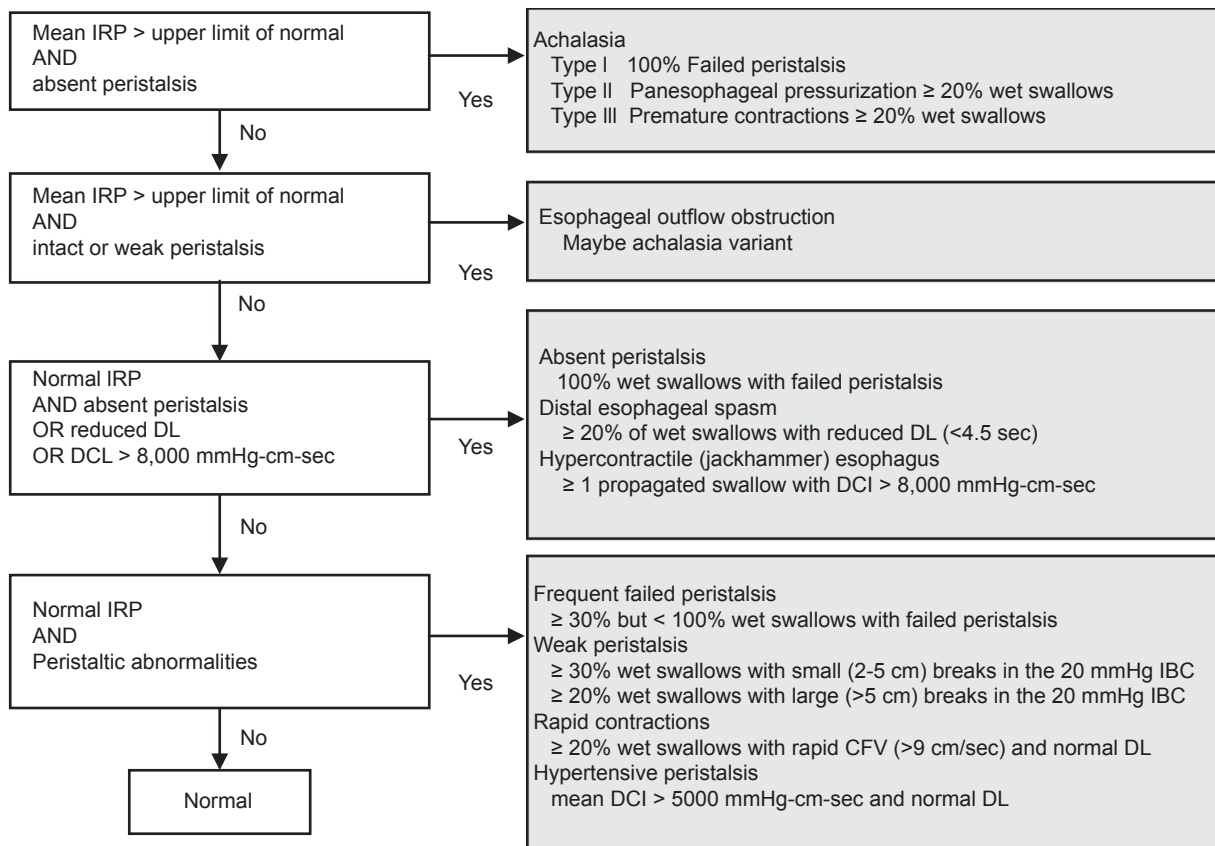 Mean IRP > upper limit of normal
AND
absent peristalsis
Yes
Achalasia
Type I 100% Failed peristalsis
Type II Panesophageal pressurization ≥ 20% wet swallows
Type III Premature contractions ≥ 20% wet swallows
No
Mean IRP > upper limit of normal
AND
intact or weak peristalsis
Yes
Esophageal outflow obstruction
Maybe achalasia variant
No
Normal IRP
AND absent peristalsis
OR reduced DL
OR DCL > 8,000 mmHg-cm-sec
Yes
Absent peristalsis
100% wet swallows with failed peristalsis
Distal esophageal spasm
≥ 20% of wet swallows with reduced DL (<4.5 sec)
Hypercontractile (jackhammer) esophagus
≥ 1 propagated swallow with DCI > 8,000 mmHg-cm-sec
No
Normal IRP
AND
Peristaltic abnormalities
Yes
Frequent failed peristalsis
≥ 30% but < 100% wet swallows with failed peristalsis
Weak peristalsis
≥ 30% wet swallows with small (2-5 cm) breaks in the 20 mmHg IBC
≥ 20% wet swallows with large (>5 cm) breaks in the 20 mmHg IBC
Rapid contractions
≥ 20% wet swallows with rapid CFV (>9 cm/sec) and normal DL
Hypertensive peristalsis
mean DCI > 5000 mmHg-cm-sec and normal DL
No
Normal